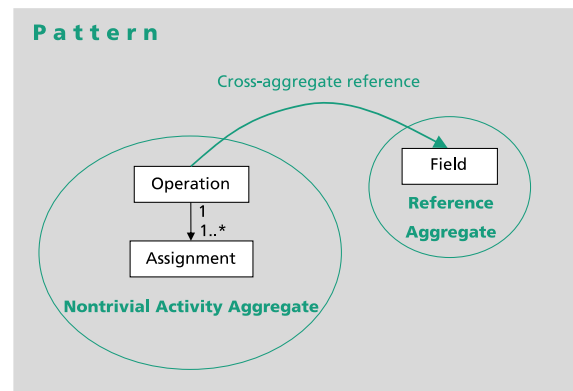 Pattern
Cross-aggregate reference
Operation
1
1..*
Assignment
Nontrivial Activity Aggregate
Field
Reference
Aggregate